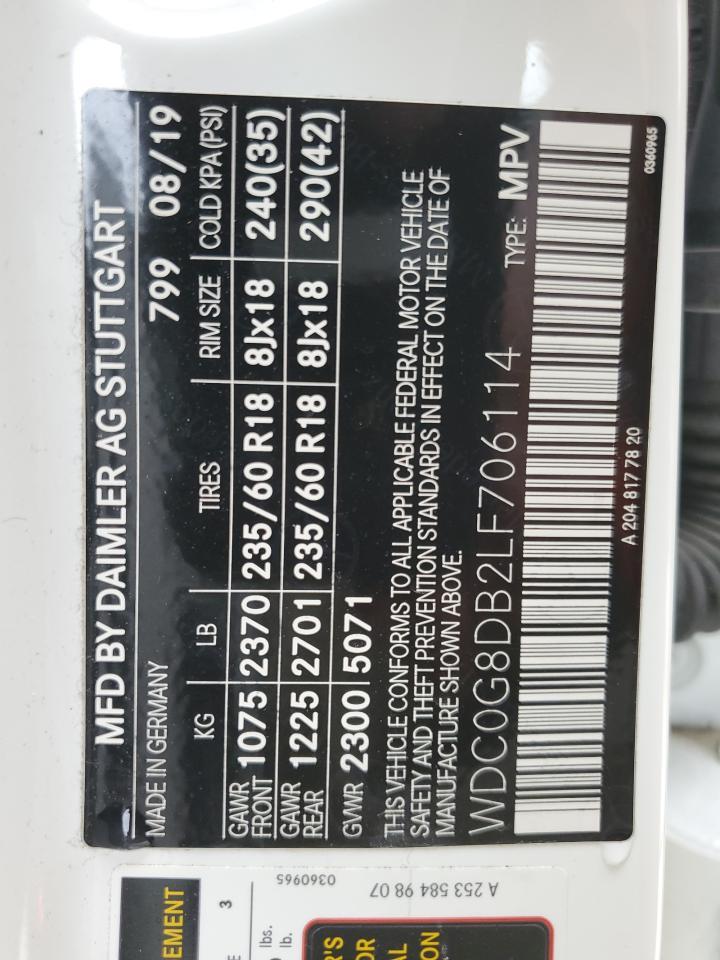 MFD BY DAIMLER AG STUTTGART
MADE IN GERMANY 799 08/19
KG LB TIRES RIM SIZE COLD KPA(PSI)
GAWR FRONT 1075 2370 235/60 R18 8Jx18 240(35)
GAWR REAR 1225 2701 235/60 R18 8Jx18 290(42)
GVWR 2300 5071
THIS VEHICLE CONFORMS TO ALL APPLICABLE FEDERAL MOTOR VEHICLE
SAFETY AND THEFT PREVENTION STANDARDS IN EFFECT ON THE DATE OF
MANUFACTURE SHOWN ABOVE.
WDC0G8DB2LF706114 TYPE: MPV
A 204 817 78 20 0360965
EMENT
3
lbs.
lb.
0360965
A 253 584 98 07
R'S
OR
AL
ON